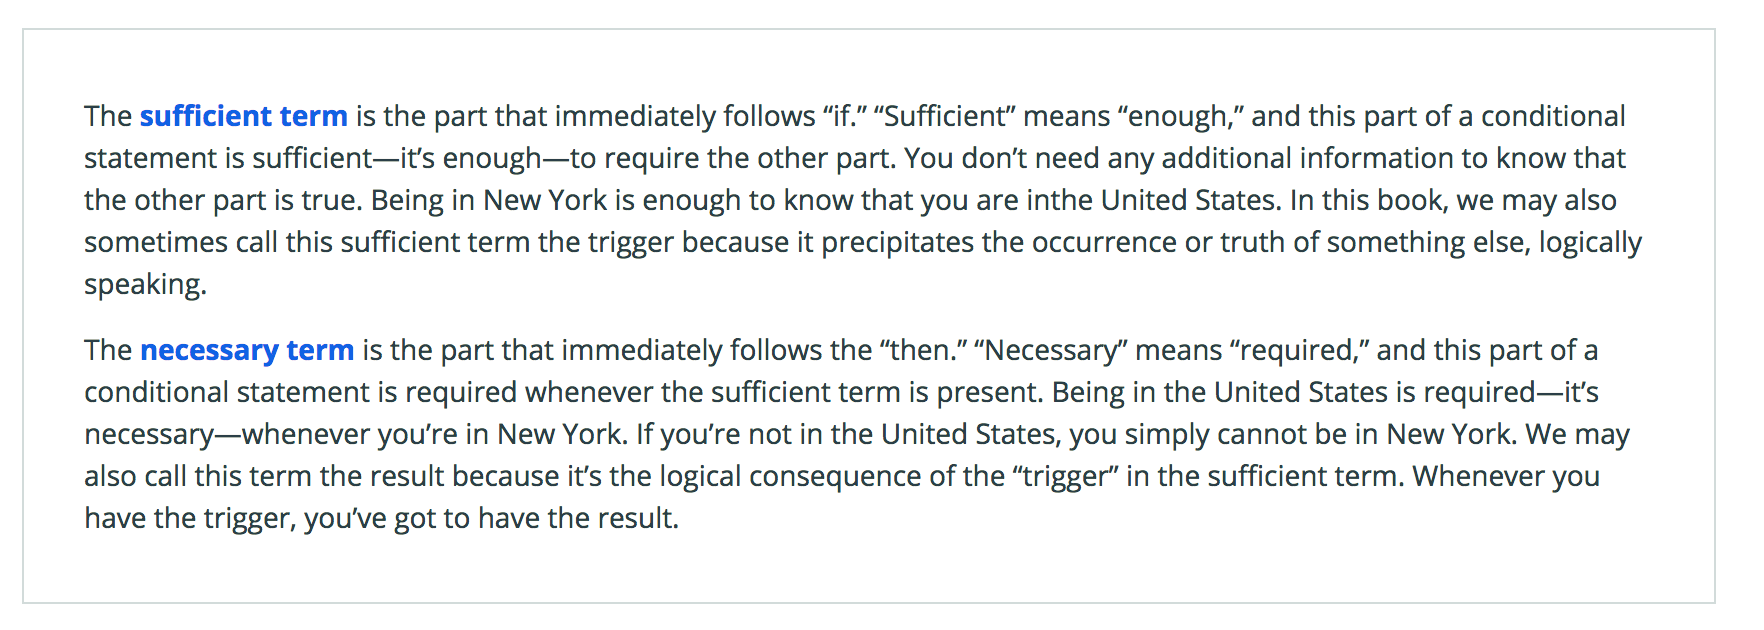 The sufficient term is the part that immediately follows “if.” “Sufficient” means “enough,” and this part of a conditional
statement is sufficient—it’s enough—to require the other part. You don’t need any additional information to know that
the other part is true. Being in New York is enough to know that you are inthe United States. In this book, we may also
sometimes call this sufficient term the trigger because it precipitates the occurrence or truth of something else, logically
speaking.
The necessary term is the part that immediately follows the “then.” “Necessary” means “required,” and this part of a
conditional statement is required whenever the sufficient term is present. Being in the United States is required—it’s
necessary—whenever you’re in New York. If you’re not in the United States, you simply cannot be in New York. We may
also call this term the result because it’s the logical consequence of the “trigger” in the sufficient term. Whenever you
have the trigger, you’ve got to have the result.